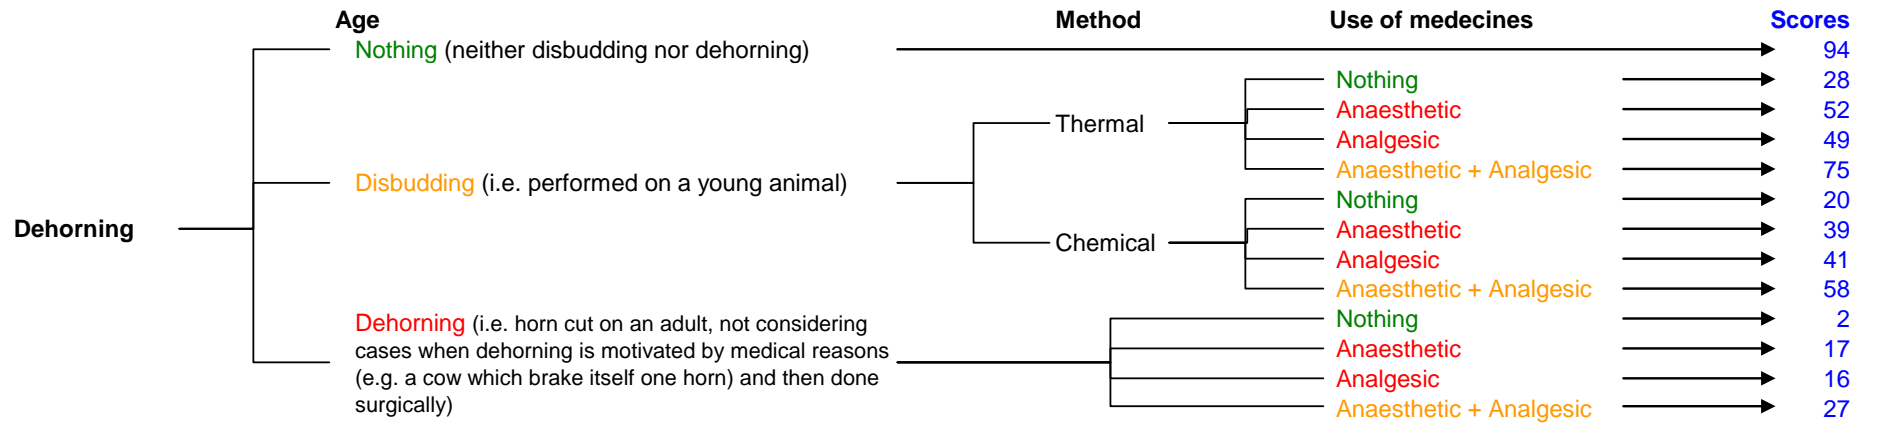 Age Method Use of medecines Scores
Nothing (neither disbudding nor dehorning) 94
Nothing 28
Anaesthetic 52
Thermal
Analgesic 49
Anaesthetic + Analgesic 75
Disbudding (i.e. performed on a young animal)
Nothing 20
Dehorning
Anaesthetic 39
Chemical
Analgesic 41
Anaesthetic + Analgesic 58
Dehorning (i.e. horn cut on an adult, not considering
cases when dehorning is motivated by medical reasons
(e.g. a cow which brake itself one horn) and then done
surgically)
Nothing 2
Anaesthetic 17
Analgesic 16
Anaesthetic + Analgesic 27